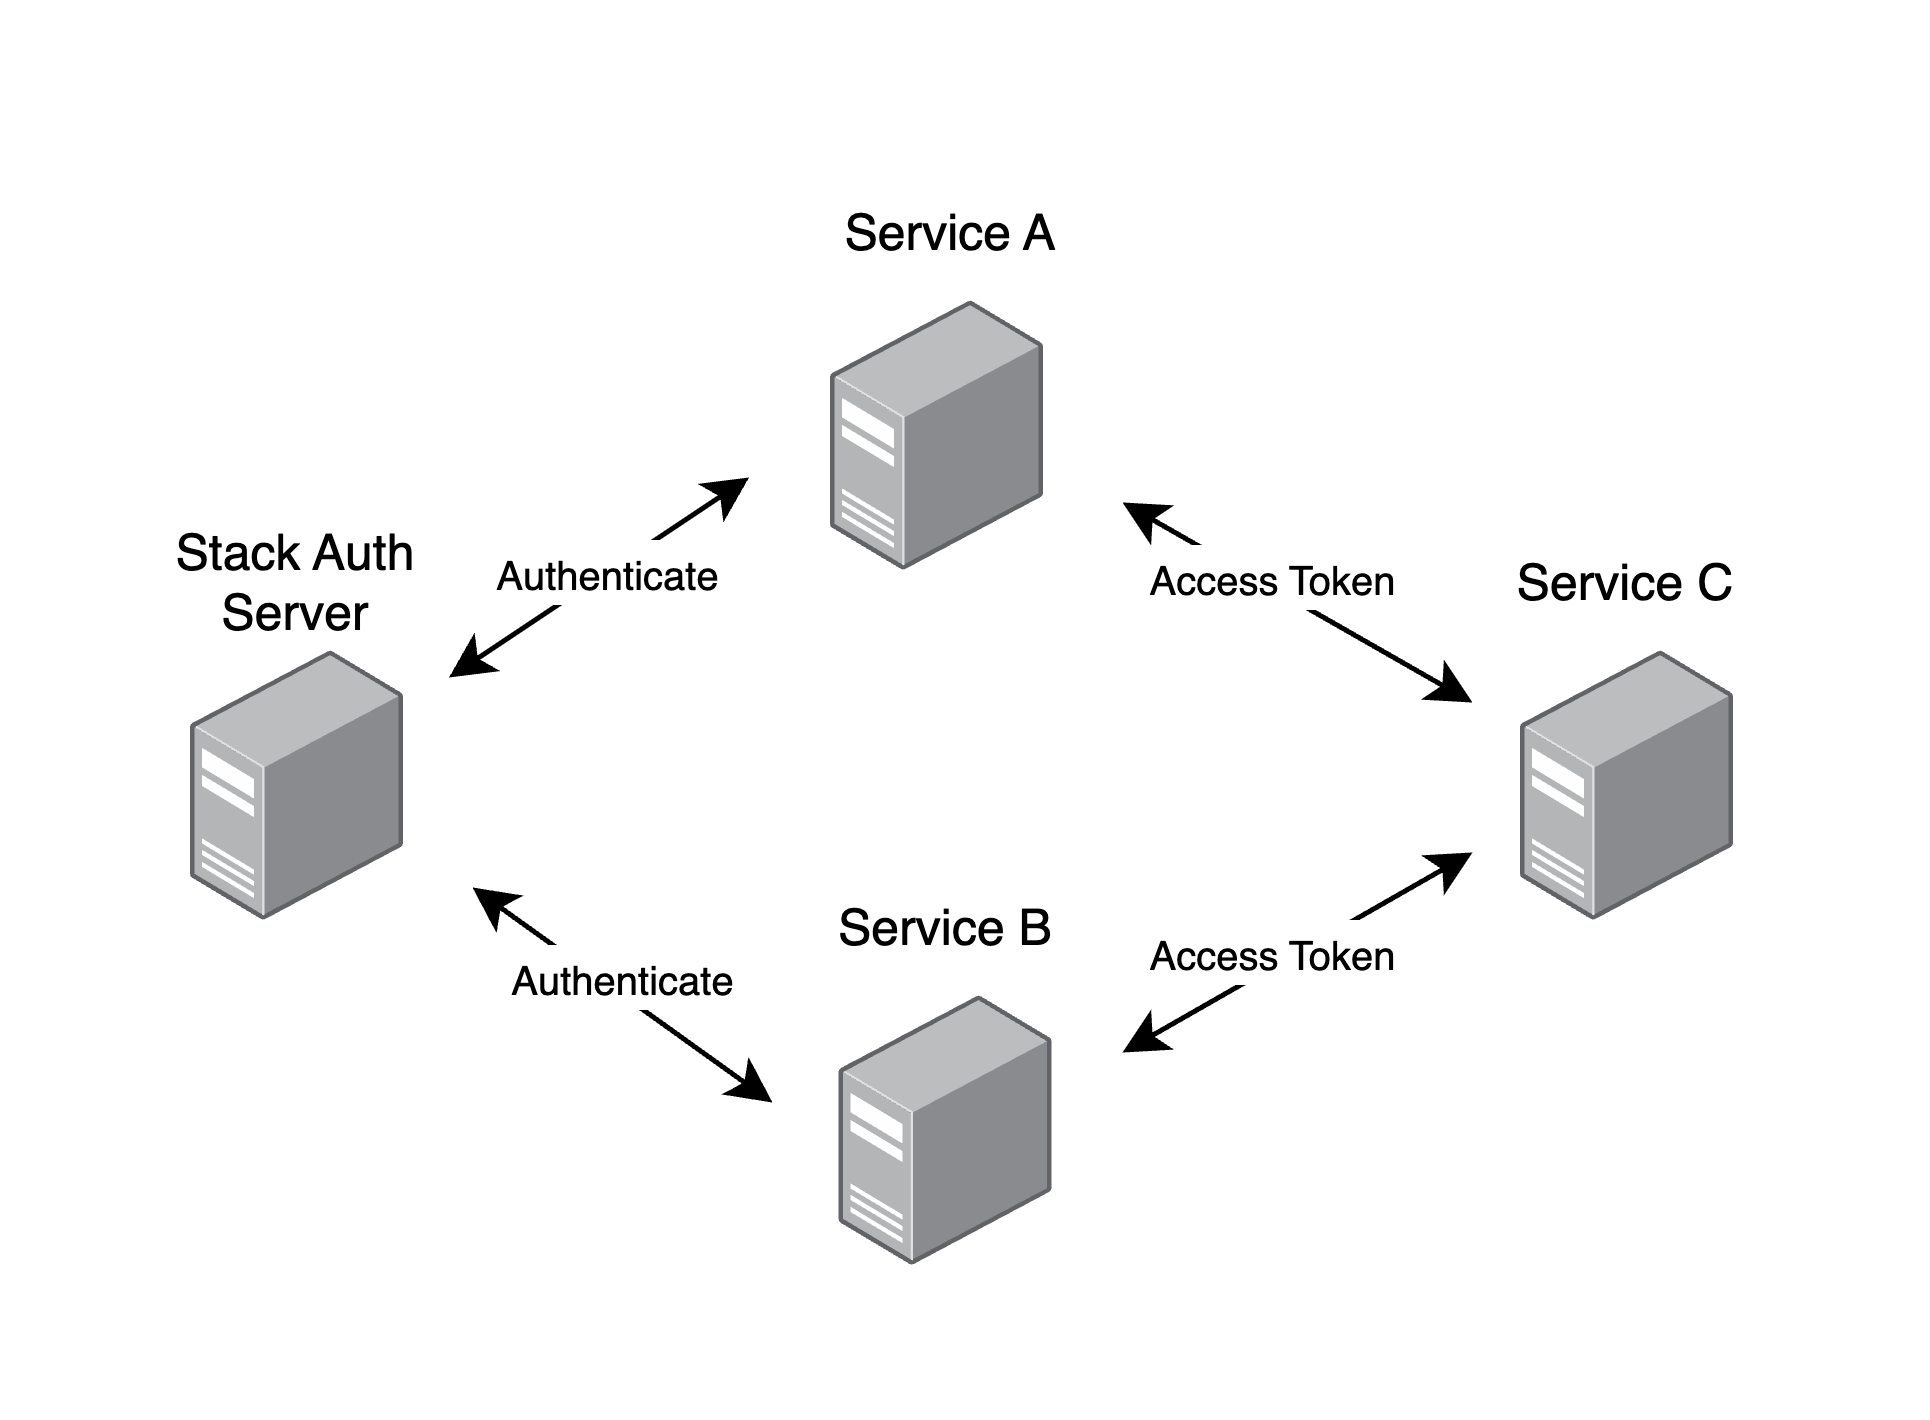 Service A
Stack Auth
Server
Authenticate
Access Token
Service C
Service B
Authenticate
Access Token